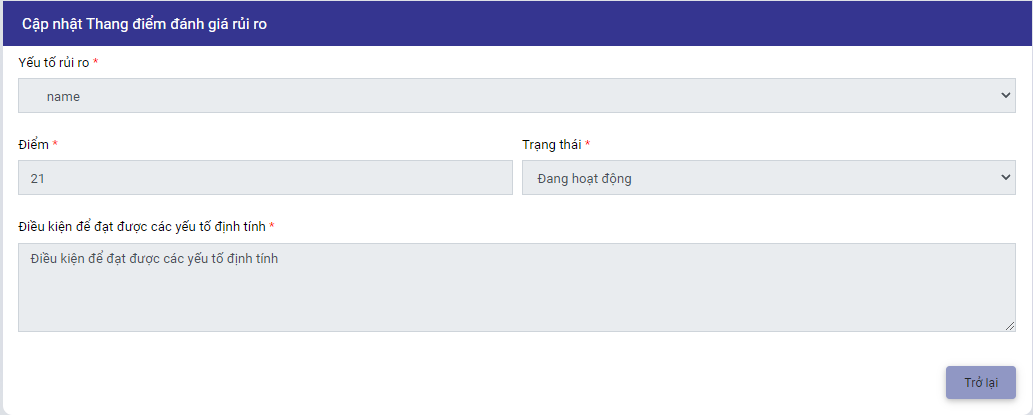 Cập nhật Thang điểm đánh giá rủi ro
Yếu tố rủi ro *
name
Điểm * Trạng thái *
21 Đang hoạt động
Điều kiện để đạt được các yếu tố định tính *
Điều kiện để đạt được các yếu tố định tính
Trở lại